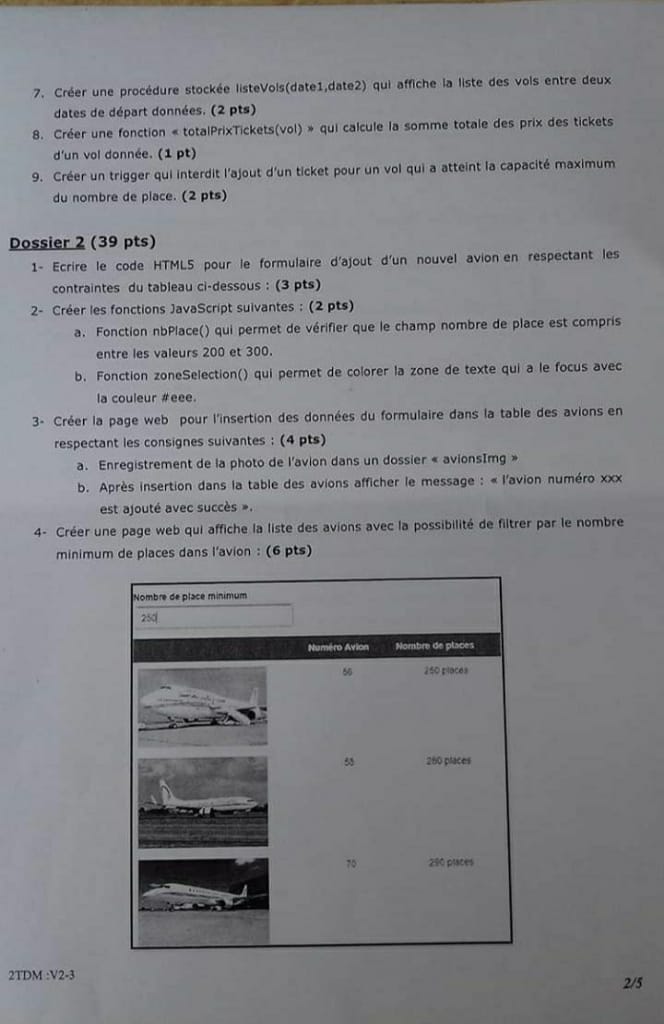 7. Créer une procédure stockée listeVols(date1,date2) qui affiche la liste des vols entre deux
dates de départ données. (2 pts)
8. Créer une fonction « totalPrixTickets(vol) » qui calcule la somme totale des prix des tickets
d'un vol donnée. (1 pt)
9. Créer un trigger qui interdit l'ajout d'un ticket pour un vol qui a atteint la capacité maximum
du nombre de place. (2 pts)
Dossier 2 (39 pts)
1- Ecrire le code HTML5 pour le formulaire d'ajout d'un nouvel avion en respectant les
contraintes du tableau ci-dessous : (3 pts)
2- Créer les fonctions JavaScript suivantes : (2 pts)
a. Fonction nbPlace() qui permet de vérifier que le champ nombre de place est compris
entre les valeurs 200 et 300.
b. Fonction zoneSelection() qui permet de colorer la zone de texte qui a le focus avec
la couleur #eee.
3- Créer la page web pour l'insertion des données du formulaire dans la table des avions en
respectant les consignes suivantes : (4 pts)
a. Enregistrement de la photo de l'avion dans un dossier « avionsImg »
b. Après insertion dans la table des avions afficher le message : « l'avion numéro xxx
est ajouté avec succès ».
4- Créer une page web qui affiche la liste des avions avec la possibilité de filtrer par le nombre
minimum de places dans l'avion : (6 pts)
Nombre de place minimum
250
Numéro Avion Nombre de places
250 places
280 places
70 290 places
2TDM :V2-3
2/5